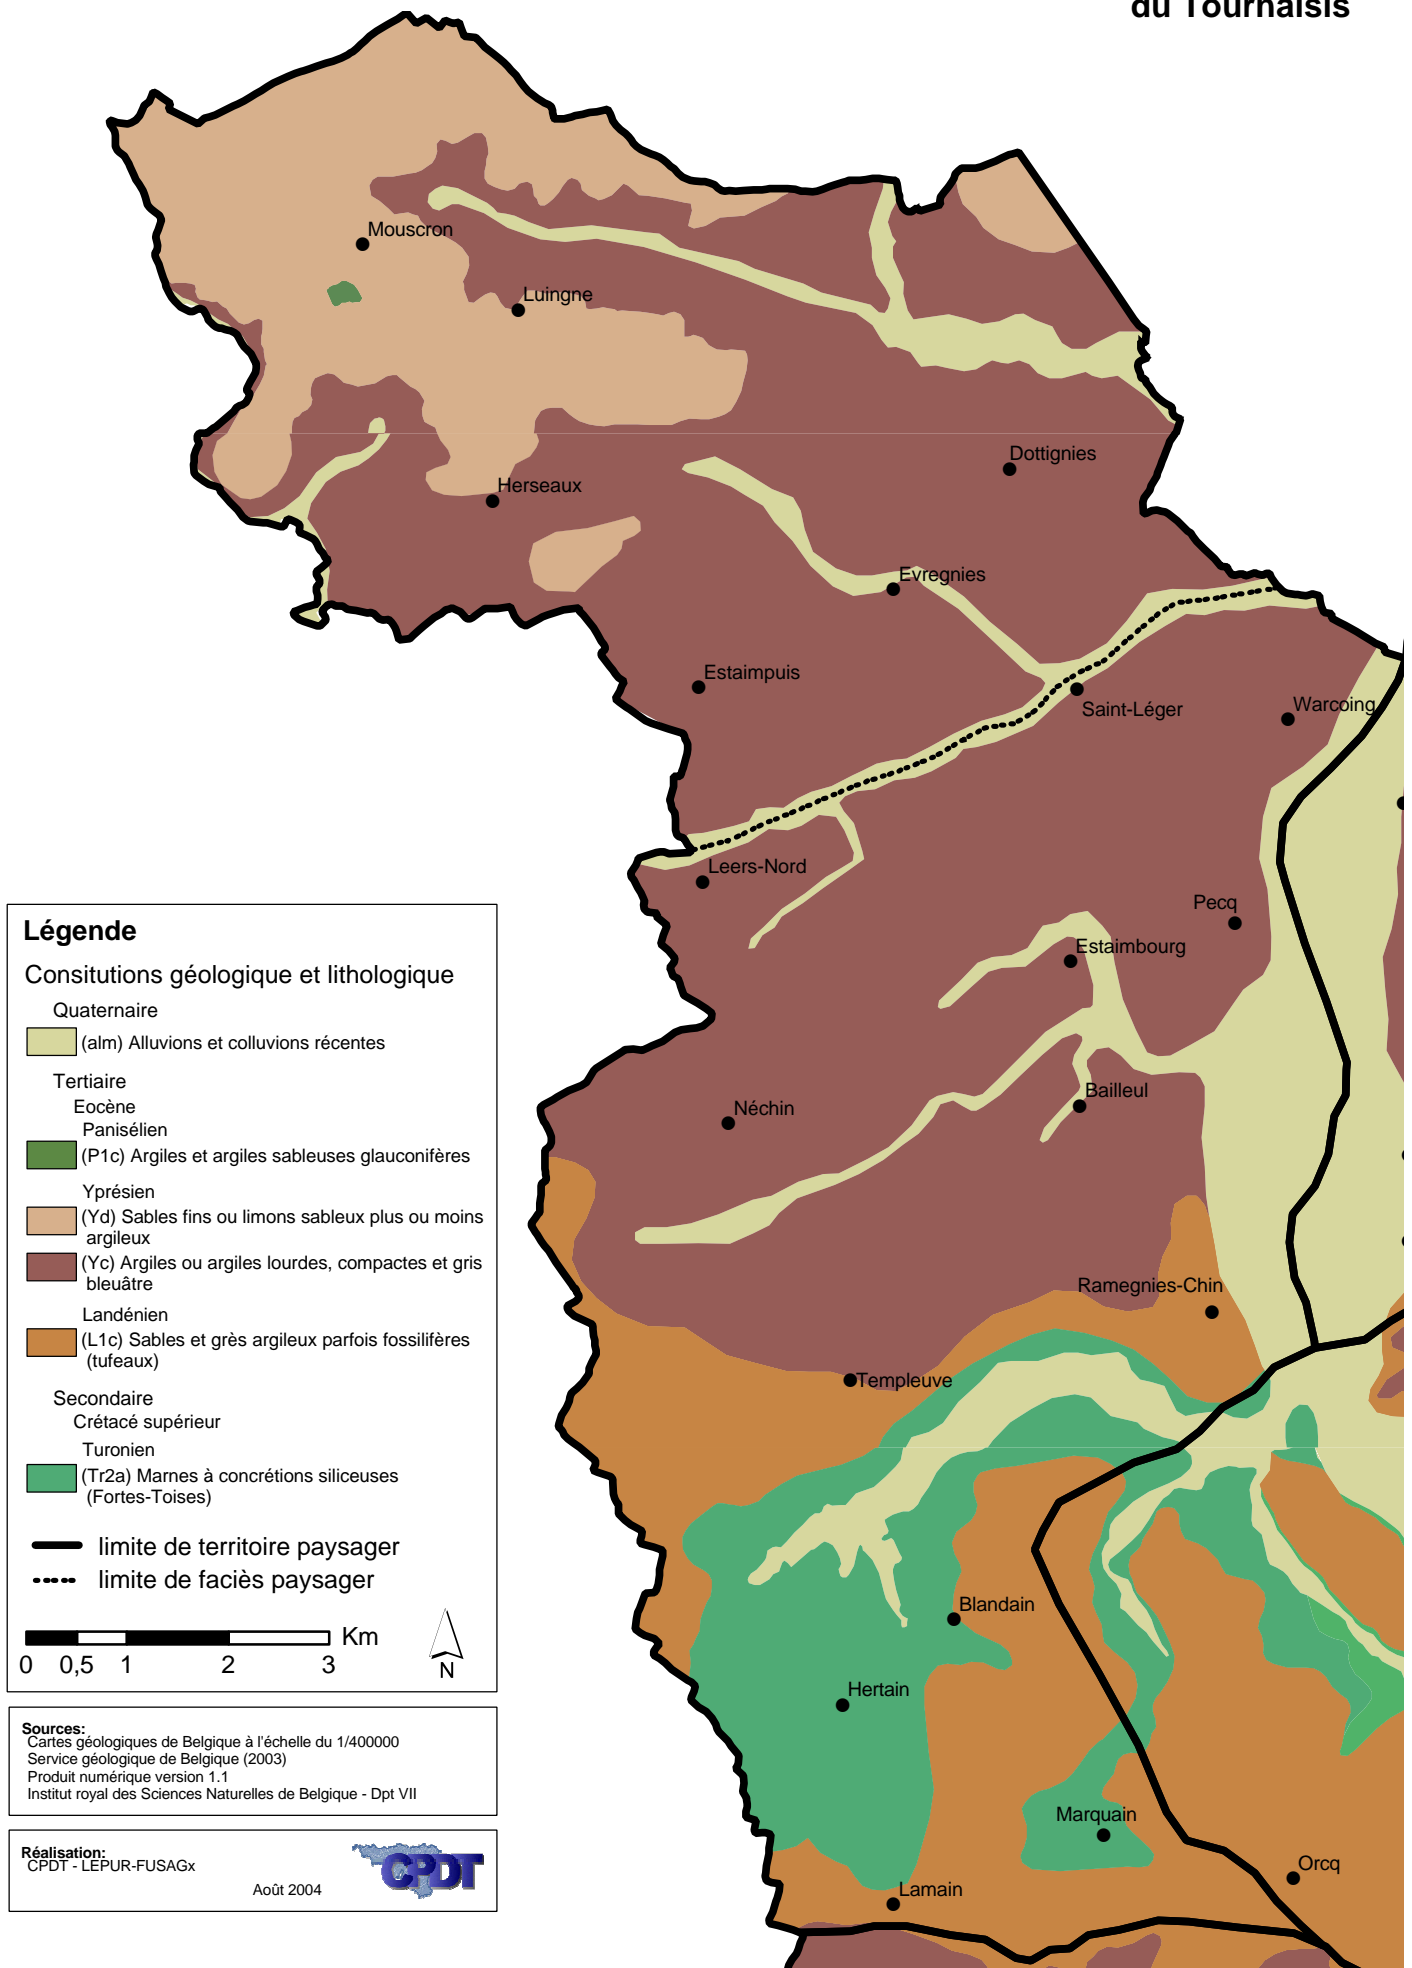 du Tournaisis
Mouscron
Luingne
Dottignies
Herseaux
Evregnies
Estaimpuis
Saint-Léger
Warcoing
Leers-Nord
Pecq
Estaimbourg
Bailleul
Néchin
Ramegnies-Chin
Templeuve
Blandain
Hertain
Marquain
Orcq
Lamain
Légende
Consitutions géologique et lithologique
Quaternaire
(alm) Alluvions et colluvions récentes
Tertiaire
Eocène
Panisélien
(P1c) Argiles et argiles sableuses glauconifères
Yprésien
(Yd) Sables fins ou limons sableux plus ou moins
argileux
(Yc) Argiles ou argiles lourdes, compactes et gris
bleuâtre
Landénien
(L1c) Sables et grès argileux parfois fossilifères
(tufeaux)
Secondaire
Crétacé supérieur
Turonien
(Tr2a) Marnes à concrétions siliceuses
(Fortes-Toises)
limite de territoire paysager
limite de faciès paysager
Km
0 0,5 1 2 3
N
Sources:
Cartes géologiques de Belgique à l'échelle du 1/400000
Service géologique de Belgique (2003)
Produit numérique version 1.1
Institut royal des Sciences Naturelles de Belgique - Dpt VII
Réalisation:
CPDT - LEPUR-FUSAGx
Août 2004
CPDT